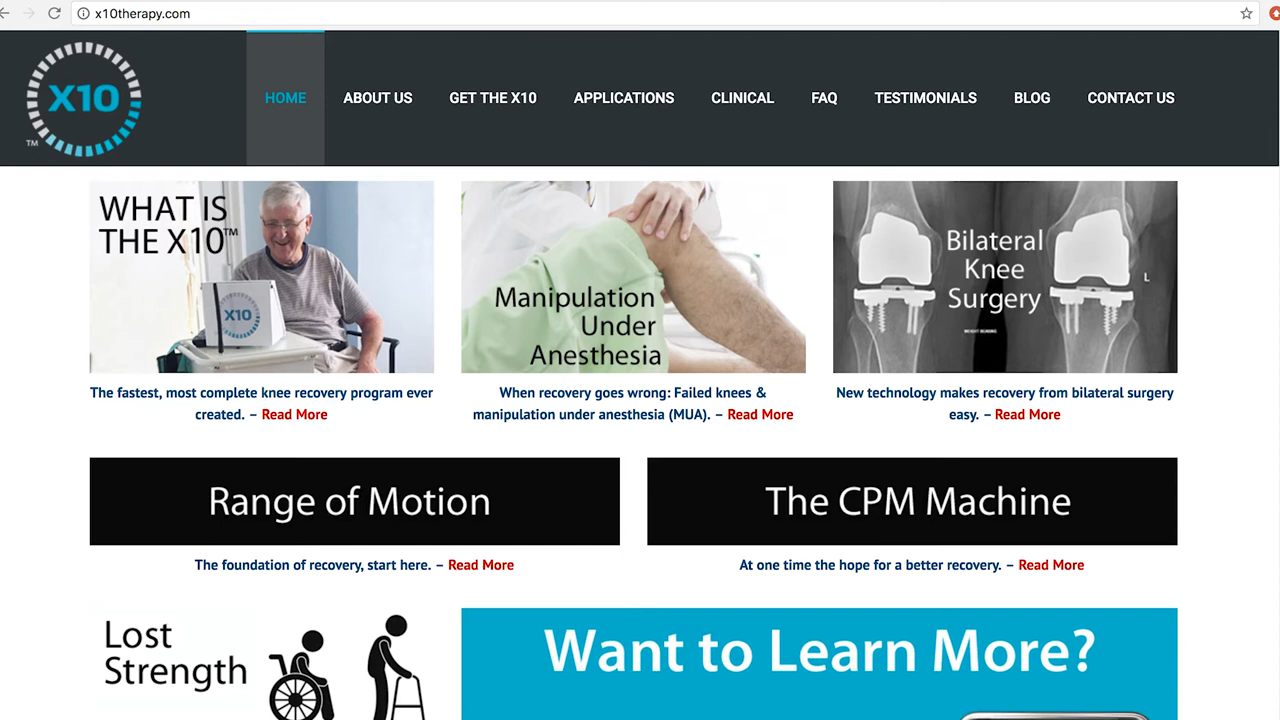 x10therapy.com
X10
TM
HOME
ABOUT US
GET THE X10
APPLICATIONS
CLINICAL
FAQ
TESTIMONIALS
BLOG
CONTACT US
WHAT IS
THE X10™
X10
Manipulation
Under
Anesthesia
Bilateral
Knee
Surgery
WEIGHT BEARING
L
The fastest, most complete knee recovery program ever
created. – Read More
When recovery goes wrong: Failed knees &
manipulation under anesthesia (MUA). – Read More
New technology makes recovery from bilateral surgery
easy. – Read More
Range of Motion
The CPM Machine
The foundation of recovery, start here. – Read More
At one time the hope for a better recovery. – Read More
Lost
Strength
Want to Learn More?